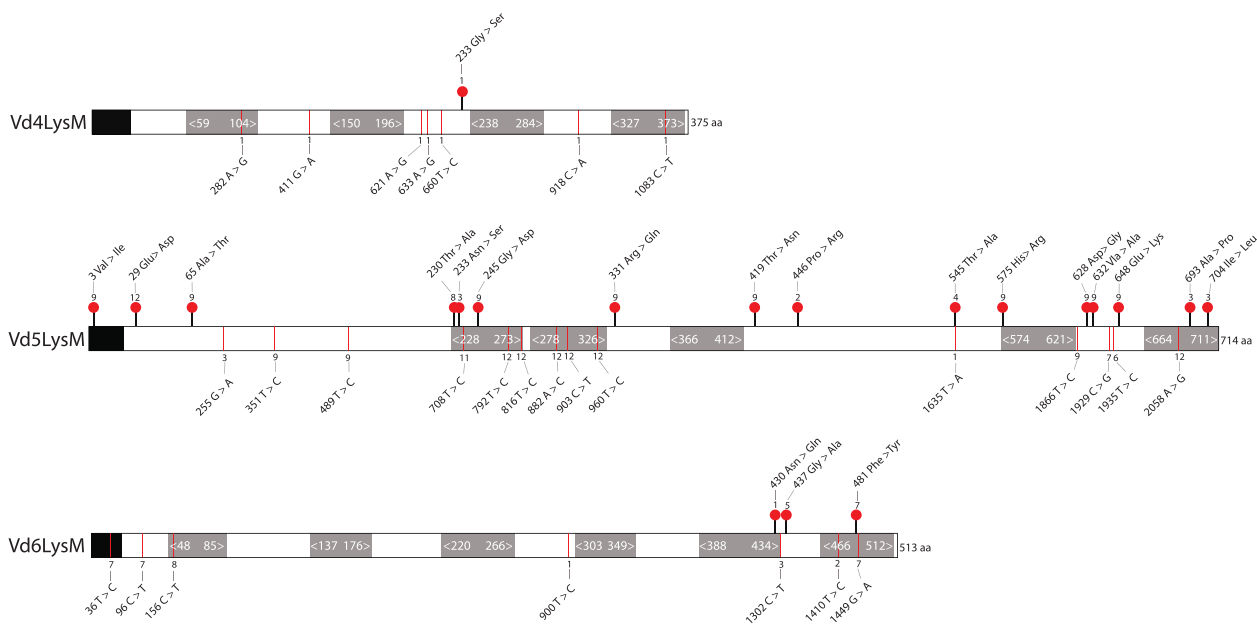 233 Gly > Ser
1
Vd4LysM
<59 104>
<150 196>
<238 284>
<327 373>
375 aa
1 1 1 1 1 1 1
282 A > G
411 G > A
621 A > G
633 A > G
660 T > C
918 C > A
1083 C > T
3 Val > Ile
29 Glu> Asp
65 Ala > Thr
230 Thr > Ala
233 Asn > Ser
245 Gly > Asp
331 Arg > Gln
419 Thr > Asn
446 Pro > Arg
545 Thr > Ala
575 His> Arg
628 Asp> Gly
632 Vla > Ala
648 Glu > Lys
693 Ala > Pro
704 Ile > Leu
9 12 9 8 3 9 9 9 2 4 9 9 9 9 3 3
Vd5LysM
<228 273>
<278 326>
<366 412>
<574 621>
<664 711>
714 aa
3 9 9 11 12 12 12 12 12 1 9 7 6 12
255 G > A
351 T > C
489 T > C
708 T > C
792 T > C
816 T > C
882 A > C
903 C > T
960 T > C
1635 T > A
1866 T > C
1929 C > G
1935 T > C
2058 A > G
430 Asn > Gln
437 Gly > Ala
481 Phe >Tyr
1 5 7
Vd6LysM
<48 85>
<137 176>
<220 266>
<303 349>
<388 434>
<466 512>
513 aa
7 7 8 1 3 2 7
36 T > C
96 C > T
156 C > T
900 T > C
1302 C > T
1410 T > C
1449 G > A